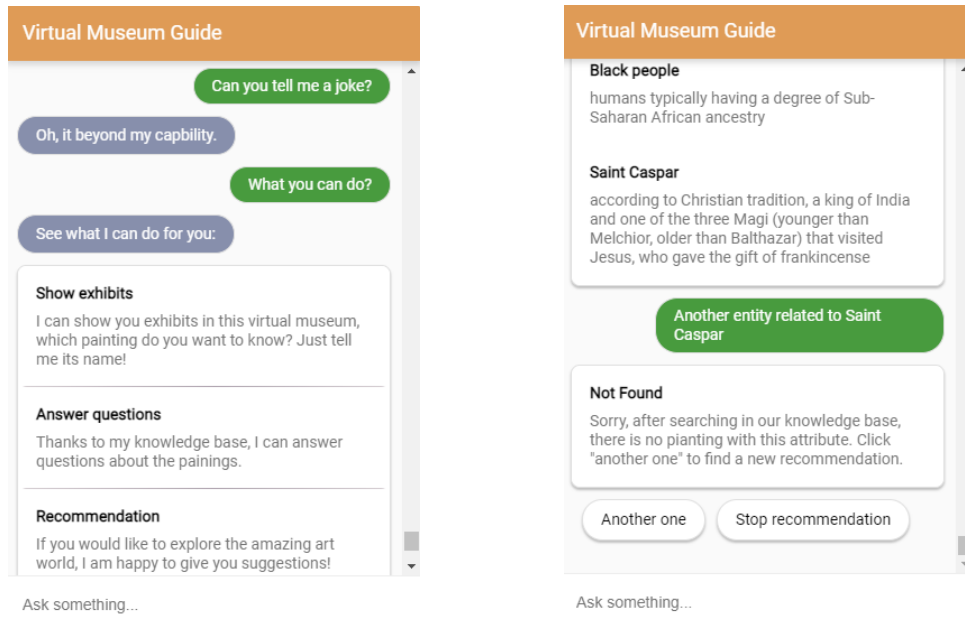 Virtual Museum Guide
Can you tell me a joke?
Oh, it beyond my capbility.
What you can do?
See what I can do for you:
Show exhibits
I can show you exhibits in this virtual museum,
which painting do you want to know? Just tell
me its name!
Answer questions
Thanks to my knowledge base, I can answer
questions about the painings.
Recommendation
If you would like to explore the amazing art
world, I am happy to give you suggestions!
Ask something...
Virtual Museum Guide
Black people
humans typically having a degree of Sub-
Saharan African ancestry
Saint Caspar
according to Christian tradition, a king of India
and one of the three Magi (younger than
Melchior, older than Balthazar) that visited
Jesus, who gave the gift of frankincense
Another entity related to Saint
Caspar
Not Found
Sorry, after searching in our knowledge base,
there is no pianting with this attribute. Click
"another one" to find a new recommendation.
Another one
Stop recommendation
Ask something...